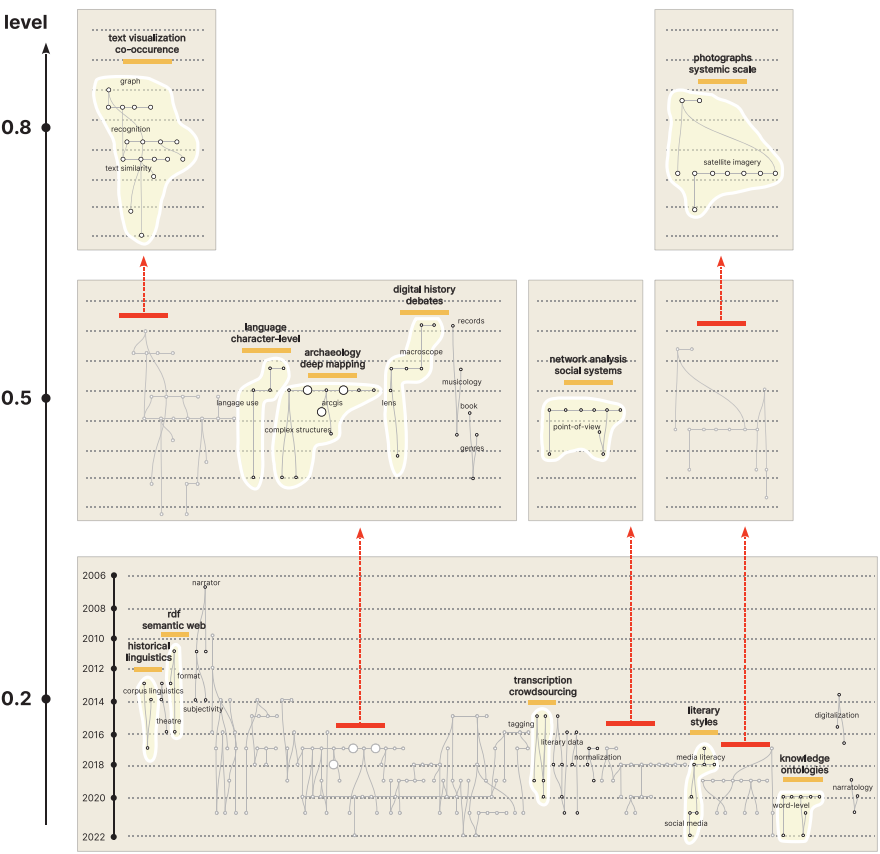 level
text visualization
co-occurence
graph
recognition
text similarity
photographs
systemic scale
satellite imagery
0.8
digital history
debates
records
language
character-level
macroscope
archaeology
deep mapping
musicology
langage use
arcgis
lens
book
complex structures
genres
network analysis
social systems
point-of-view
0.5
2006
narrator
2008
rdf
semantic web
2010
historical
linguistics
2012
format
corpus linguistics
transcription
crowdsourcing
0.2
2014
subjectivity
theatre
literary
styles
digitalization
tagging
2016
literary data
normalization
media literacy
knowledge
ontologies
2018
narratology
2020
word-level
social media
2022